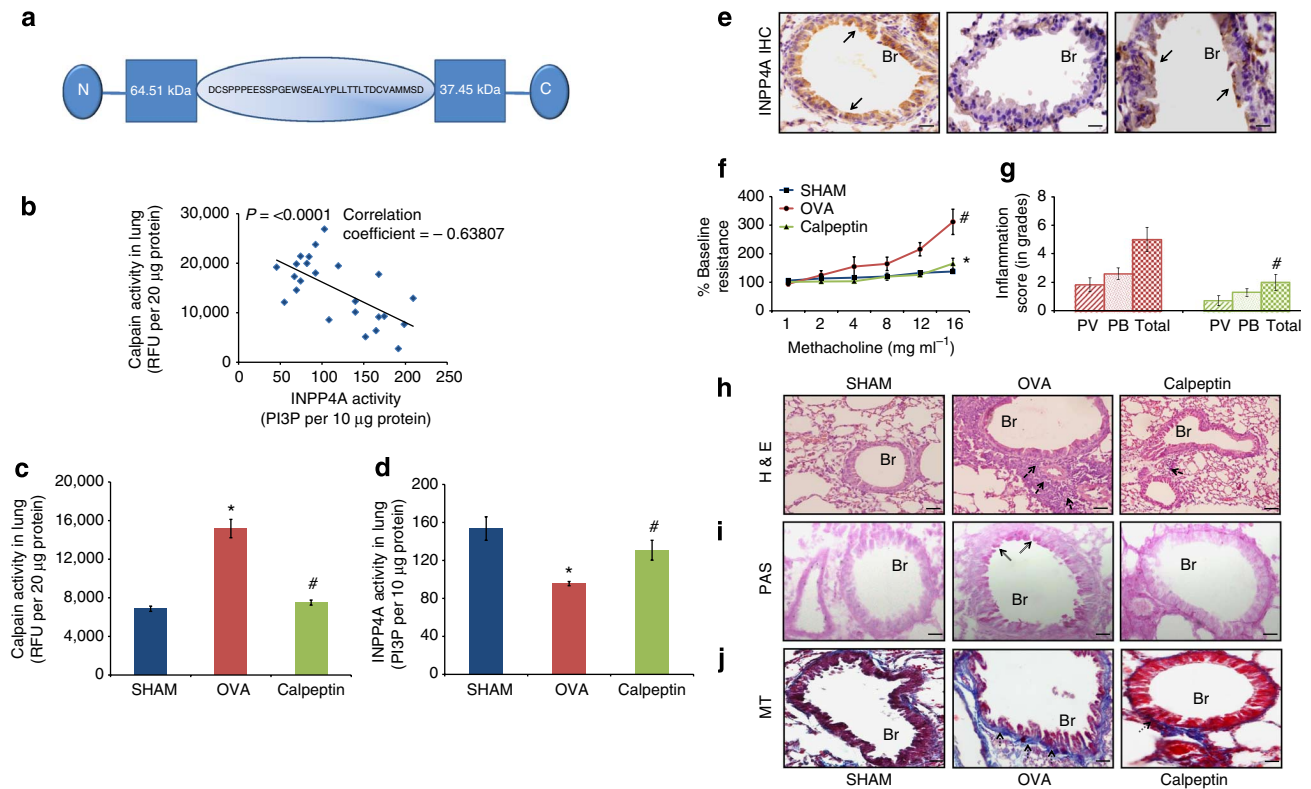 a
N
64.51 kDa
DCSPPPEESSPGEWSEALYPLLTTLTDCVAMMSD
37.45 kDa
C
b
Calpain activity in lung
(RFU per 20 µg protein)
30,000
20,000
10,000
0
P = <0.0001 Correlation
coefficient = – 0.63807
0 50 100 150 200 250
INPP4A activity
(PI3P per 10 µg protein)
c
Calpain activity in lung
(RFU per 20 µg protein)
20,000
16,000
12,000
8,000
4,000
0
*
#
SHAM OVA Calpeptin
d
INPP4A activity in lung
(PI3P per 10 µg protein)
200
160
120
80
40
0
*
#
SHAM OVA Calpeptin
e
INPP4A IHC
Br
Br
Br
f
% Baseline
resistance
400
300
200
100
0
SHAM
OVA
Calpeptin
#
*
1 2 4 8 12 16
Methacholine (mg ml–1)
g
Inflammation
score (in grades)
8
6
4
2
0
#
PV PB Total PV PB Total
h
SHAM OVA Calpeptin
H & E
Br
Br
Br
i
PAS
Br
Br
Br
j
MT
Br
Br
Br
SHAM OVA Calpeptin